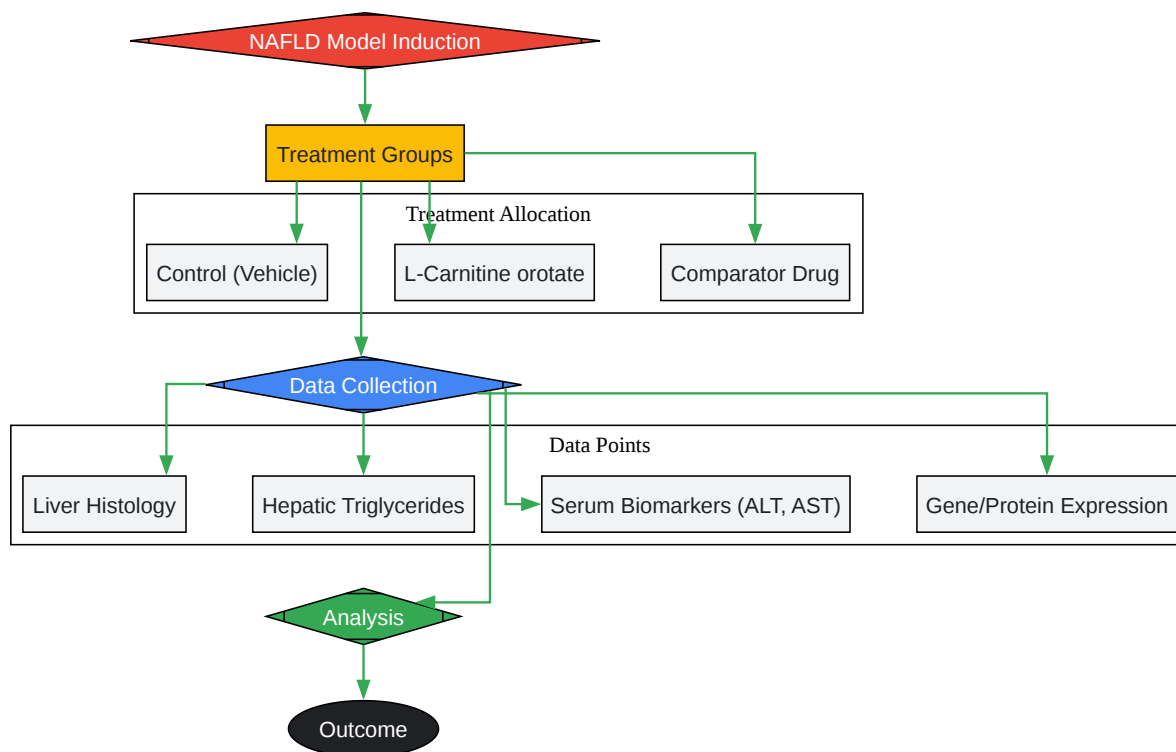 NAFLD Model Induction
Treatment Groups
Treatment Allocation
Control (Vehicle)
L-Carnitine orotate
Comparator Drug
Data Collection
Data Points
Liver Histology
Hepatic Triglycerides
Serum Biomarkers (ALT, AST)
Gene/Protein Expression
Analysis
Outcome